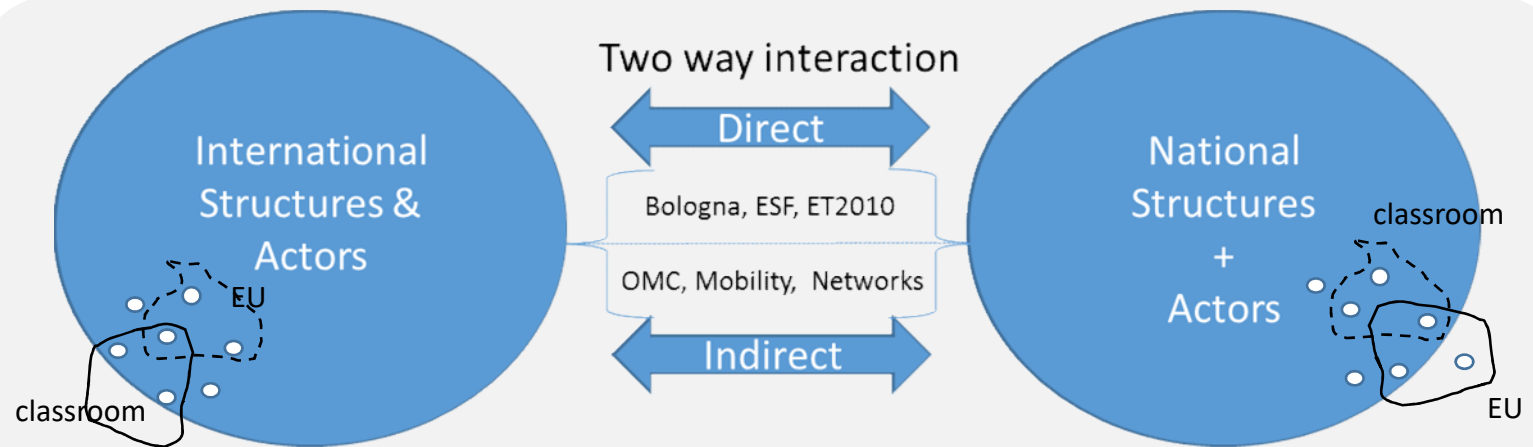 Two way interaction
Direct
International
Structures &
Actors
EU
classroom
Bologna, ESF, ET2010
OMC, Mobility, Networks
Indirect
National
Structures
+
Actors
classroom
EU